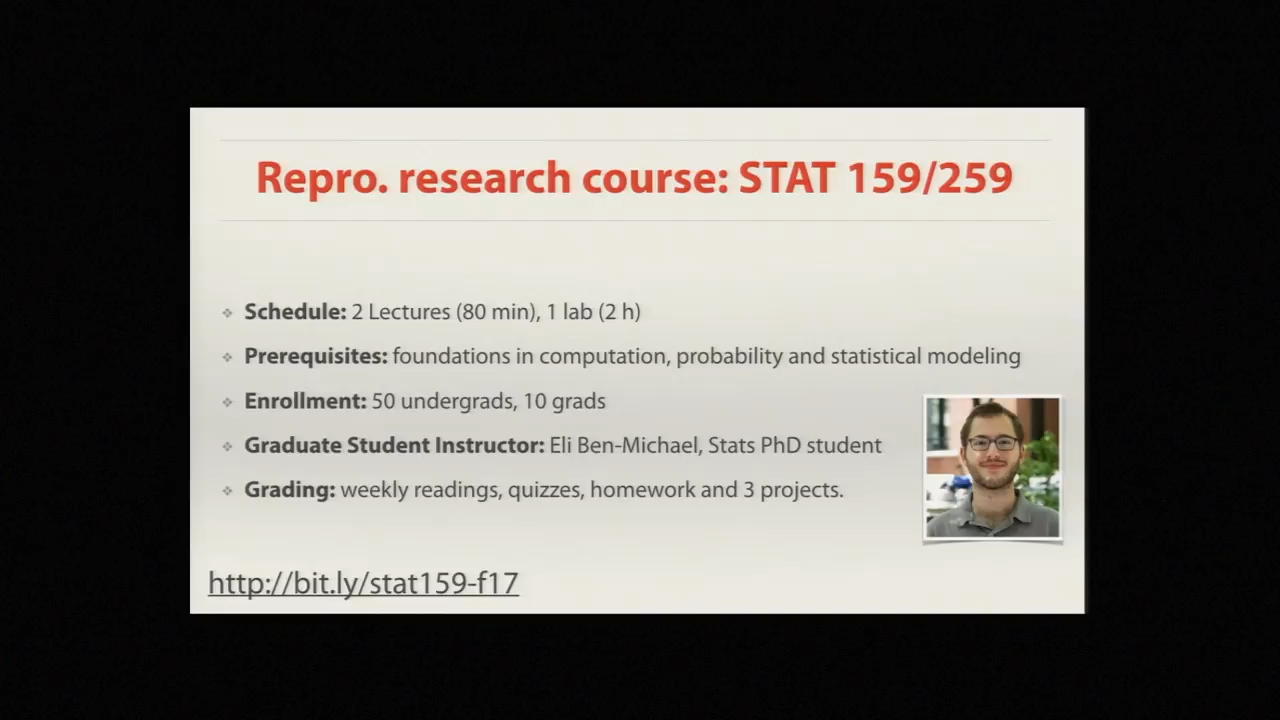 Repro. research course: STAT 159/259
Schedule: 2 Lectures (80 min), 1 lab (2 h)
Prerequisites: foundations in computation, probability and statistical modeling
Enrollment: 50 undergrads, 10 grads
Graduate Student Instructor: Eli Ben-Michael, Stats PhD student
Grading: weekly readings, quizzes, homework and 3 projects.
http://bit.ly/stat159-f17